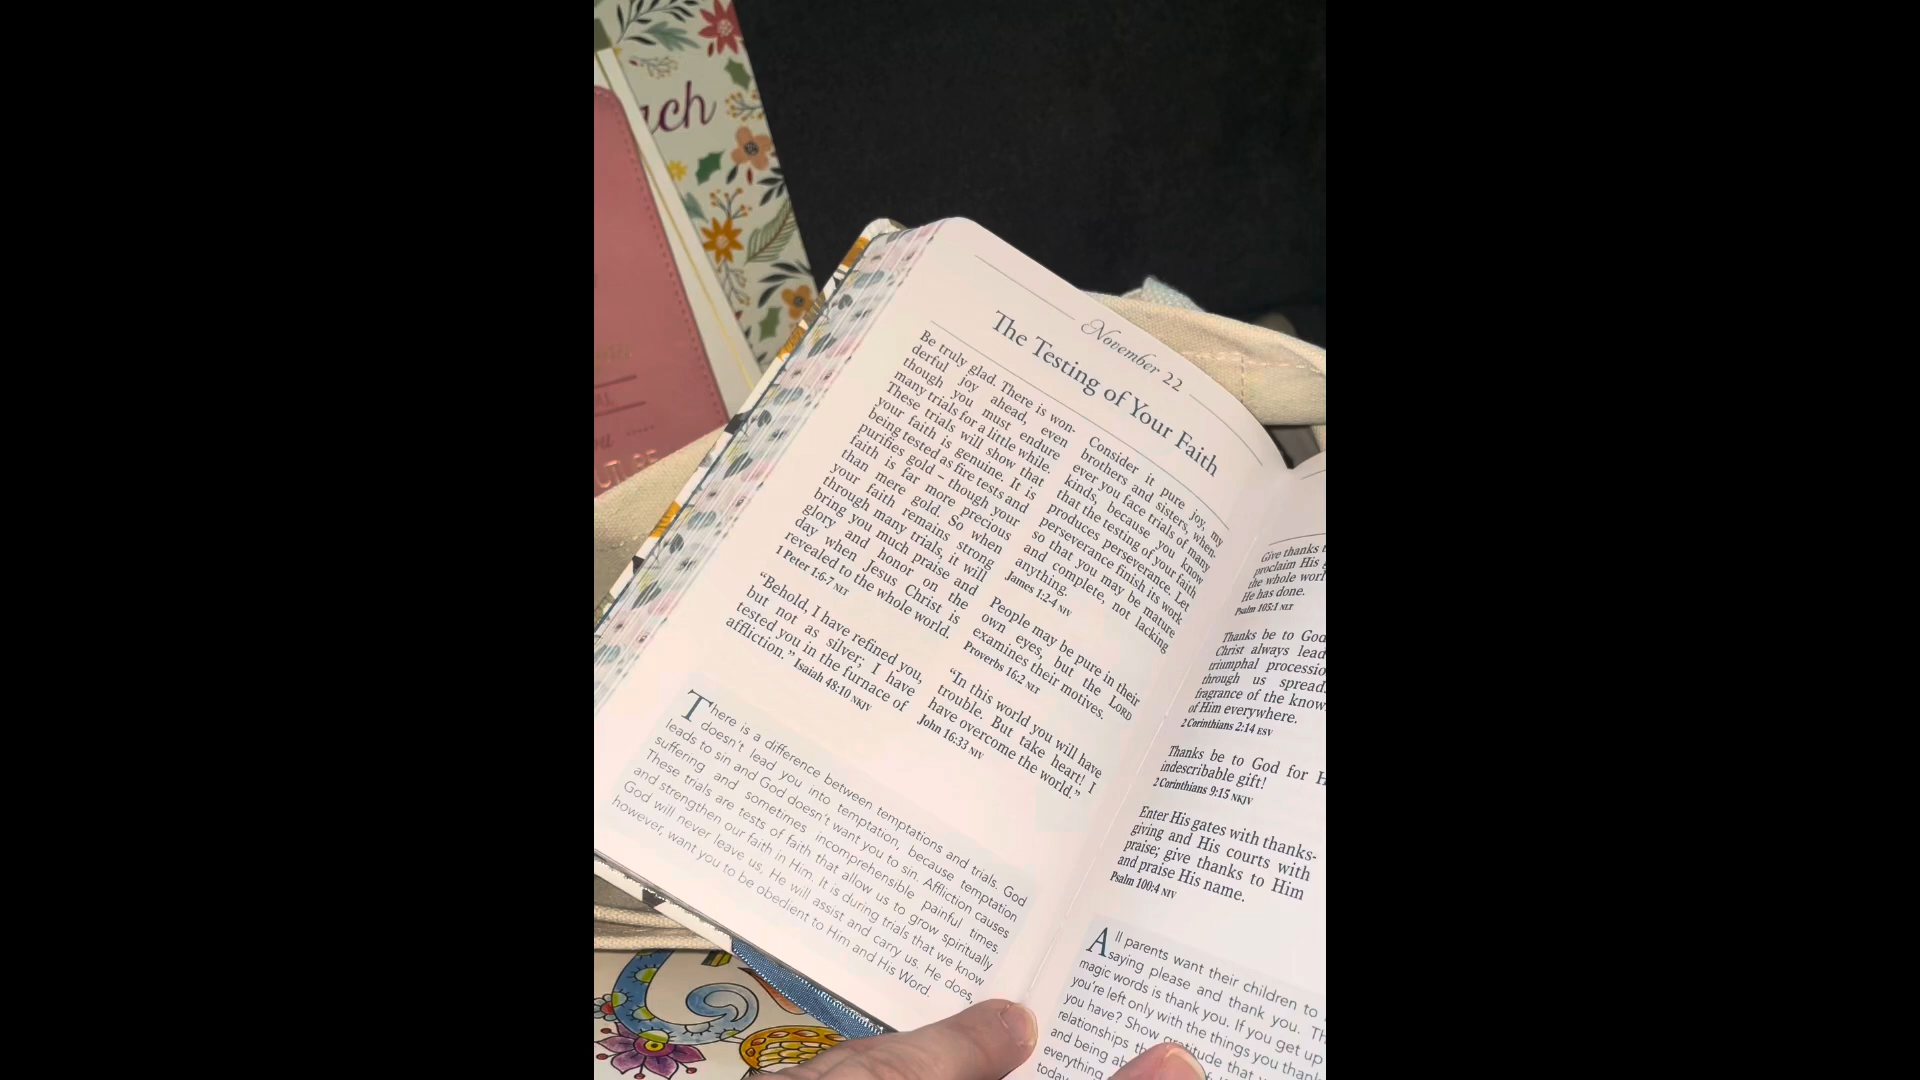 ach
UTURE
November 22
The Testing of Your Faith
Be truly glad. There is won-
derful joy ahead, even
though you must endure
many trials for a little while.
These trials will show that
your faith is genuine. It is
being tested as fire tests and
purifies gold – though your
faith is far more precious
than mere gold. So when
your faith remains strong
through many trials, it will
bring you much praise and
glory and honor on the
day when Jesus Christ is
revealed to the whole world.
1 Peter 1:6-7 NLT
“Behold, I have refined you,
but not as silver; I have
tested you in the furnace of
affliction.” Isaiah 48:10 NKJV
Consider it pure joy, my
brothers and sisters, when-
ever you face trials of many
kinds, because you know
that the testing of your faith
produces perseverance. Let
perseverance finish its work
so that you may be mature
and complete, not lacking
anything.
James 1:2-4 NIV
People may be pure in their
own eyes, but the LORD
examines their motives.
Proverbs 16:2 NLT
“In this world you will have
trouble. But take heart! I
have overcome the world.”
John 16:33 NIV
There is a difference between temptations and trials. God
doesn't lead you into temptation, because temptation
leads to sin and God doesn't want you to sin. Affliction causes
suffering and sometimes incomprehensible painful times.
These trials are tests of faith that allow us to grow spiritually
and strengthen our faith in Him. It is during trials that we know
God will never leave us, He will assist and carry us. He does,
however, want you to be obedient to Him and His Word.
Give thanks
proclaim His
the whole worl
He has done.
Psalm 105:1 NLT
Thanks be to God
Christ always lead
triumphal processio
through us spread
fragrance of the know
of Him everywhere.
2 Corinthians 2:14 ESV
Thanks be to God for H
indescribable gift!
2 Corinthians 9:15 NKJV
Enter His gates with thanks-
giving and His courts with
praise; give thanks to Him
and praise His name.
Psalm 100:4 NIV
All parents want their children to
saying please and thank you. Th
magic words is thank you. If you get up
you're left only with the things you thank
you have? Show gratitude that
relationships th
and being ab
everything
today